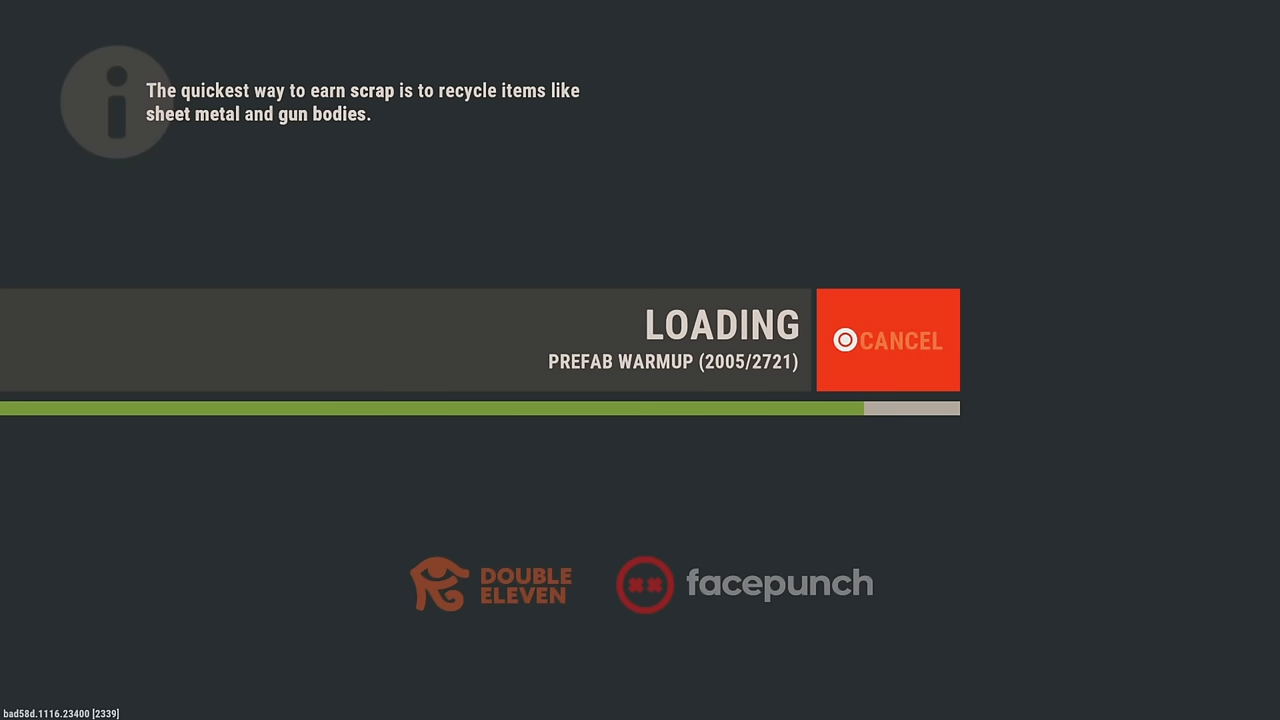 The quickest way to earn scrap is to recycle items like
sheet metal and gun bodies.
LOADING
PREFAB WARMUP (2005/2721)
CANCEL
DOUBLE
ELEVEN
facepunch
bad58d.1116.23400 [2339]